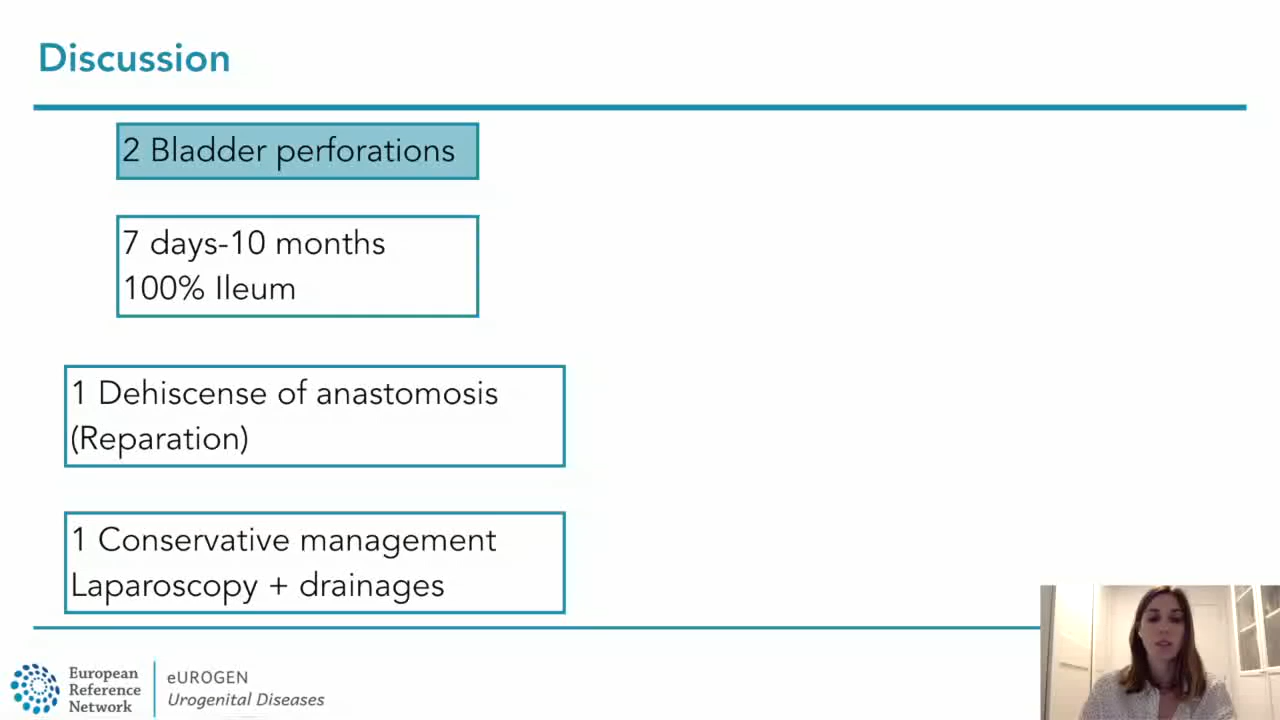 Discussion
2 Bladder perforations
7 days-10 months
100% Ileum
1 Dehiscense of anastomosis
(Reparation)
1 Conservative management
Laparoscopy + drainages
European
Reference
Network
eUROGEN
Urogenital Diseases